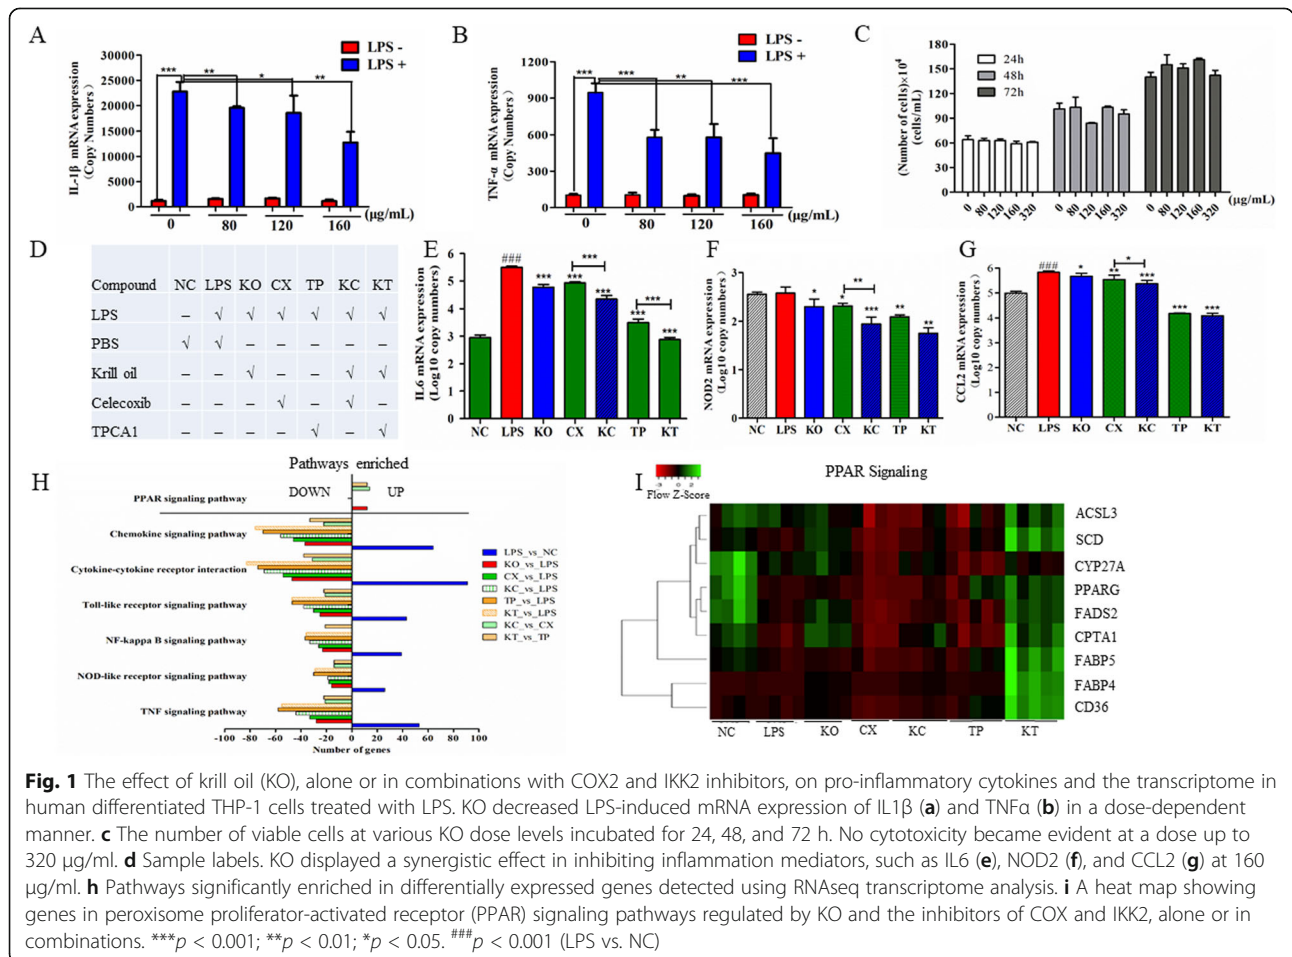 A
IL-1β mRNA expression
(Copy Numbers)
30000
25000
20000
15000
10000
5000
0
LPS -
LPS +
*** ** * **
0 80 120 160 (μg/mL)
B
TNF-α mRNA expression
(Copy Numbers)
1200
900
600
300
0
LPS -
LPS +
*** *** ** ***
0 80 120 160 (μg/mL)
C
(Number of cells)×10⁴
(cells/mL)
180
150
120
90
60
30
0
24h
48h
72h
0 80 120 160 320 0 80 120 160 320 0 80 120 160 320 (μg/mL)
D
Compound NC LPS KO CX TP KC KT
LPS – √ √ √ √ √ √
PBS √ √ – – – – –
Krill oil – – √ – – √ √
Celecoxib – – – √ – √ –
TPCA1 – – – – √ – √
E
IL6 mRNA expression
(Log10 copy numbers)
6
5
4
3
2
1
0
### *** *** *** *** *** *** ***
NC LPS KO CX KC TP KT
F
NOD2 mRNA expression
(Log10 copy numbers)
3
2
1
0
* * ** *** ** **
NC LPS KO CX KC TP KT
G
CCL2 mRNA expression
(Log10 copy numbers)
6
4
2
0
### * ** * *** *** ***
NC LPS KO CX KC TP KT
H
Pathways enriched
DOWN UP
PPAR signaling pathway
Chemokine signaling pathway
Cytokine-cytokine receptor interaction
Toll-like receptor signaling pathway
NF-kappa B signaling pathway
NOD-like receptor signaling pathway
TNF signaling pathway
-100 -80 -60 -40 -20 0 20 40 60 80 100
Number of genes
LPS_vs_NC
KO_vs_LPS
CX_vs_LPS
KC_vs_LPS
TP_vs_LPS
KT_vs_LPS
KC_vs_CX
KT_vs_TP
I
Flow Z-Score
PPAR Signaling
ACSL3
SCD
CYP27A
PPARG
FADS2
CPTA1
FABP5
FABP4
CD36
NC LPS KO CX KC TP KT
Fig. 1 The effect of krill oil (KO), alone or in combinations with COX2 and IKK2 inhibitors, on pro-inflammatory cytokines and the transcriptome in
human differentiated THP-1 cells treated with LPS. KO decreased LPS-induced mRNA expression of IL1β (a) and TNFα (b) in a dose-dependent
manner. c The number of viable cells at various KO dose levels incubated for 24, 48, and 72 h. No cytotoxicity became evident at a dose up to
320 μg/ml. d Sample labels. KO displayed a synergistic effect in inhibiting inflammation mediators, such as IL6 (e), NOD2 (f), and CCL2 (g) at 160
μg/ml. h Pathways significantly enriched in differentially expressed genes detected using RNAseq transcriptome analysis. i A heat map showing
genes in peroxisome proliferator-activated receptor (PPAR) signaling pathways regulated by KO and the inhibitors of COX and IKK2, alone or in
combinations. ***p < 0.001; **p < 0.01; *p < 0.05. ###p < 0.001 (LPS vs. NC)